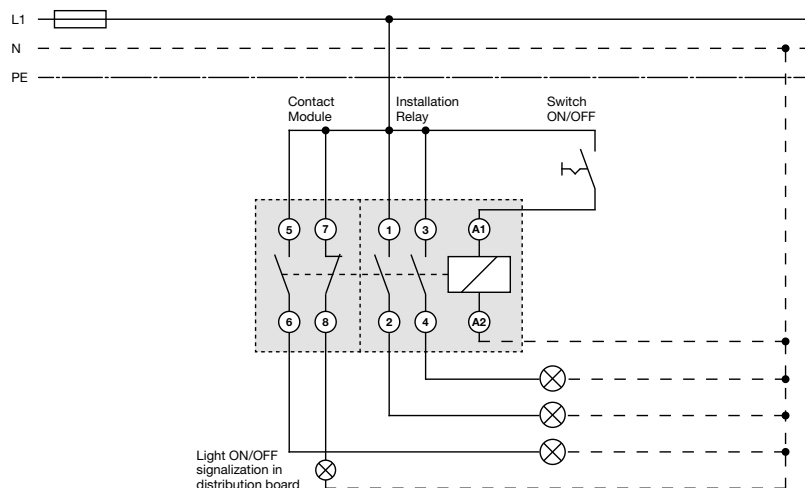 L1
N
PE
Contact
Module
Installation
Relay
Switch
ON/OFF
5 7 1 3 A1
6 8 2 4 A2
Light ON/OFF
signalization in
distribution board